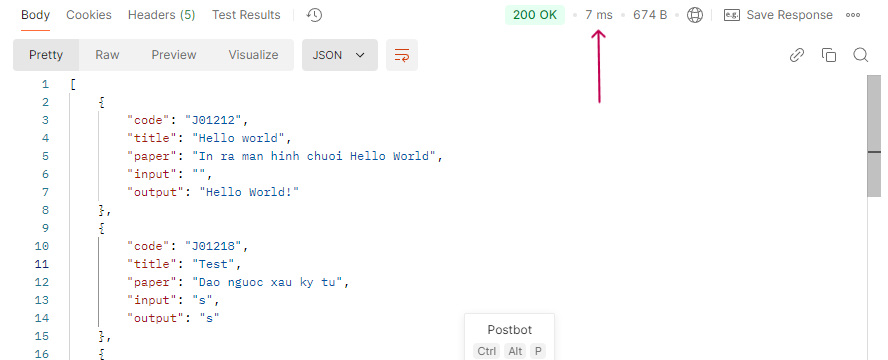 Body Cookies Headers (5) Test Results 200 OK 7 ms 674 B e.g. Save Response
Pretty Raw Preview Visualize JSON
1 [
2 {
3 "code": "J01212",
4 "title": "Hello world",
5 "paper": "In ra man hinh chuoi Hello World",
6 "input": "",
7 "output": "Hello World!"
8 },
9 {
10 "code": "J01218",
11 "title": "Test",
12 "paper": "Dao nguoc xau ky tu",
13 "input": "s",
14 "output": "s"
15 },
16 {
Postbot
Ctrl Alt P